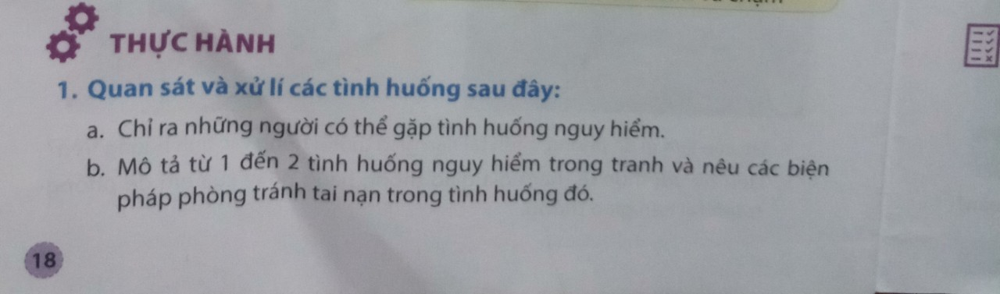 THỰC HÀNH
1. Quan sát và xử lí các tình huống sau đây:
a. Chỉ ra những người có thể gặp tình huống nguy hiểm.
b. Mô tả từ 1 đến 2 tình huống nguy hiểm trong tranh và nêu các biện
pháp phòng tránh tai nạn trong tình huống đó.
18